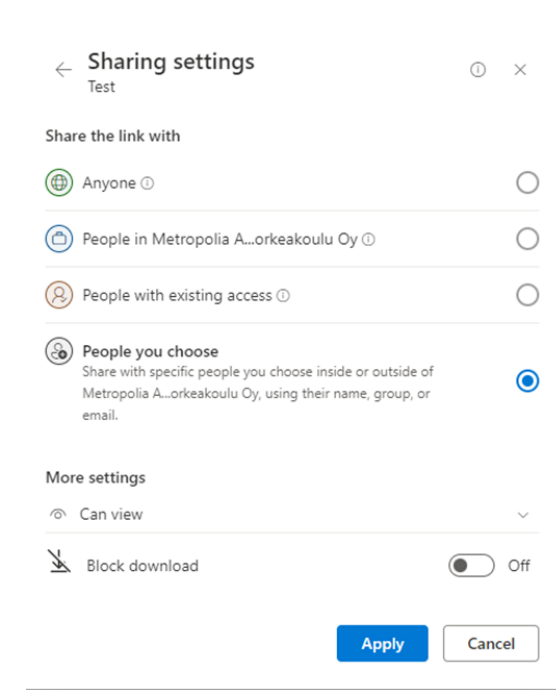 Sharing settings
Test
Share the link with
Anyone
People in Metropolia A...orkeakoulu Oy
People with existing access
People you choose
Share with specific people you choose inside or outside of
Metropolia A...orkeakoulu Oy, using their name, group, or
email.
More settings
Can view
Block download Off
Apply Cancel